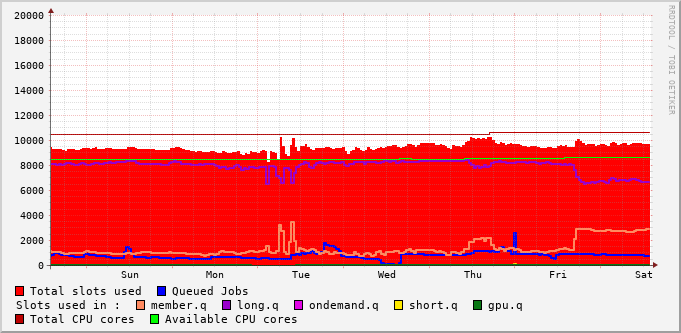 RRDTOOL / TOBI OETIKER
20000
18000
16000
14000
12000
10000
8000
6000
4000
2000
0
Sun Mon Tue Wed Thu Fri Sat
Total slots used Queued Jobs
Slots used in : member.q long.q ondemand.q short.q gpu.q
Total CPU cores Available CPU cores